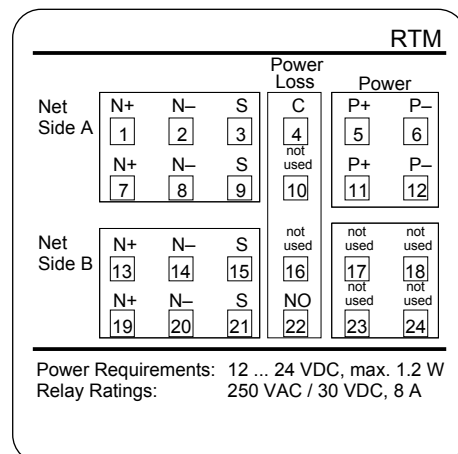 RTM
Power
Loss Power
Net Side A N+ N– S C P+ P–
1 2 3 4 5 6
not
used
N+ N– S P+ P–
7 8 9 10 11 12
Net Side B N+ N– S not used not used not used
13 14 15 16 17 18
not used not used
N+ N– S NO
19 20 21 22 23 24
Power Requirements: 12 ... 24 VDC, max. 1.2 W
Relay Ratings: 250 VAC / 30 VDC, 8 A